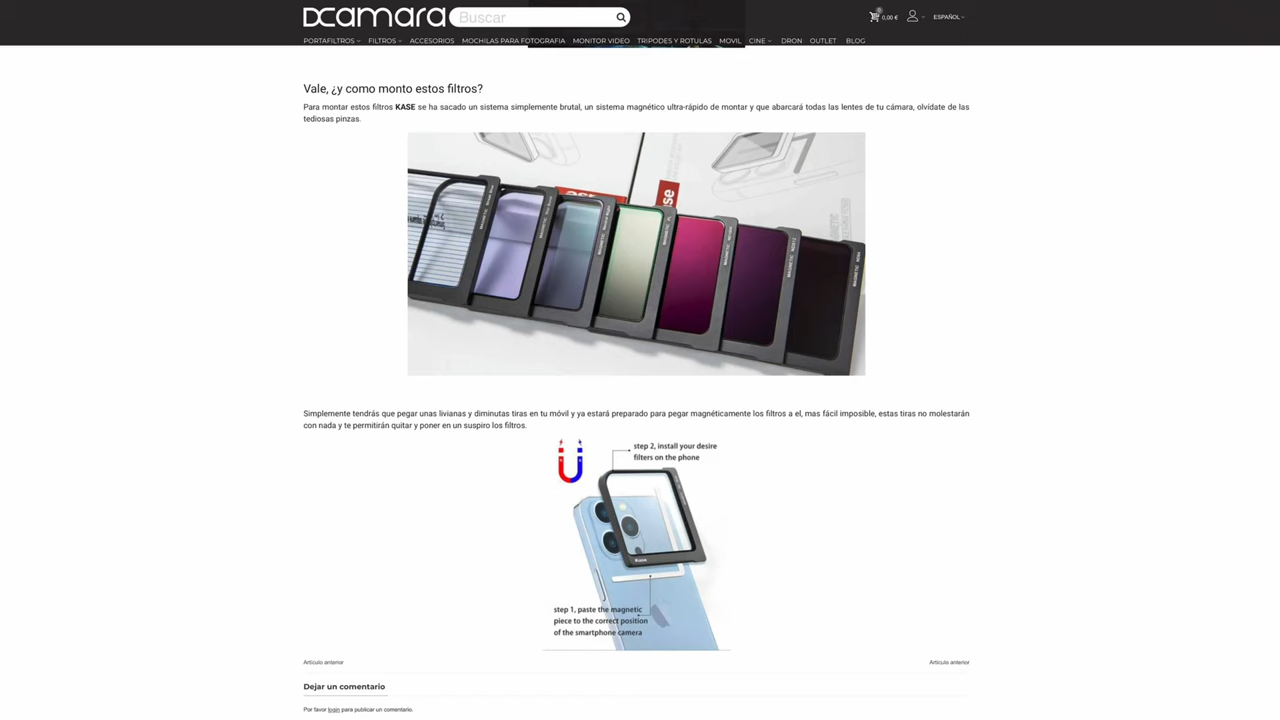 DCamara
Buscar
0
0,00 €
ESPAÑOL
PORTAFILTROS FILTROS ACCESORIOS MOCHILAS PARA FOTOGRAFIA MONITOR VIDEO TRIPODES Y ROTULAS MOVIL CINE DRON OUTLET BLOG
Vale, ¿y como monto estos filtros?
Para montar estos filtros KASE se ha sacado un sistema simplemente brutal, un sistema magnético ultra-rápido de montar y que abarcará todas las lentes de tu cámara, olvídate de las
tediosas pinzas.
Simplemente tendrás que pegar unas livianas y diminutas tiras en tu móvil y ya estará preparado para pegar magnéticamente los filtros a el, mas fácil imposible, estas tiras no molestarán
con nada y te permitirán quitar y poner en un suspiro los filtros.
step 2, install your desire
filters on the phone
step 1, paste the magnetic
piece to the correct position
of the smartphone camera
Artículo anterior
Artículo anterior
Dejar un comentario
Por favor login para publicar un comentario.